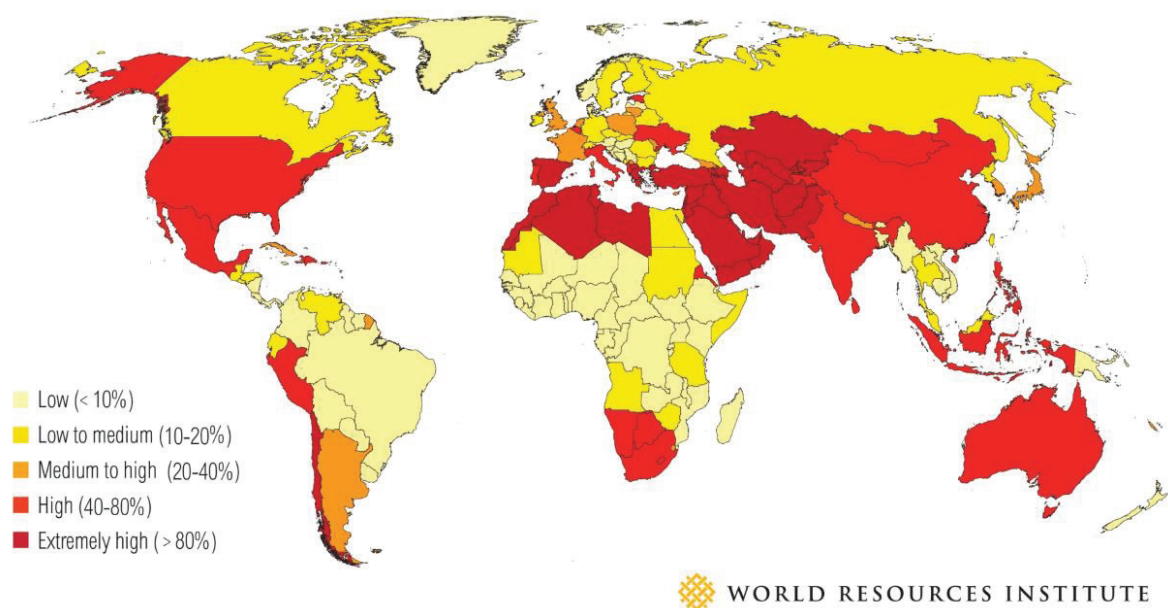 Low (< 10%)
Low to medium (10-20%)
Medium to high (20-40%)
High (40-80%)
Extremely high (> 80%)
WORLD RESOURCES INSTITUTE